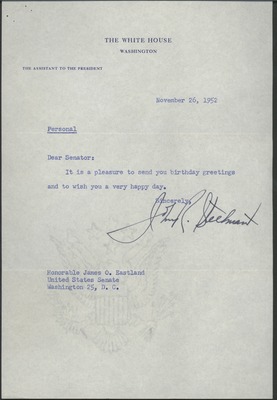 THE WHITE HOUSE
WASHINGTON
THE ASSISTANT TO THE PRESIDENT
November 26, 1952
Personal
Dear Senator:
It is a pleasure to send you birthday greetings
and to wish you a very happy day.
Sincerely,
John R. Steelman
Honorable James O. Eastland
United States Senate
Washington 25, D. C.